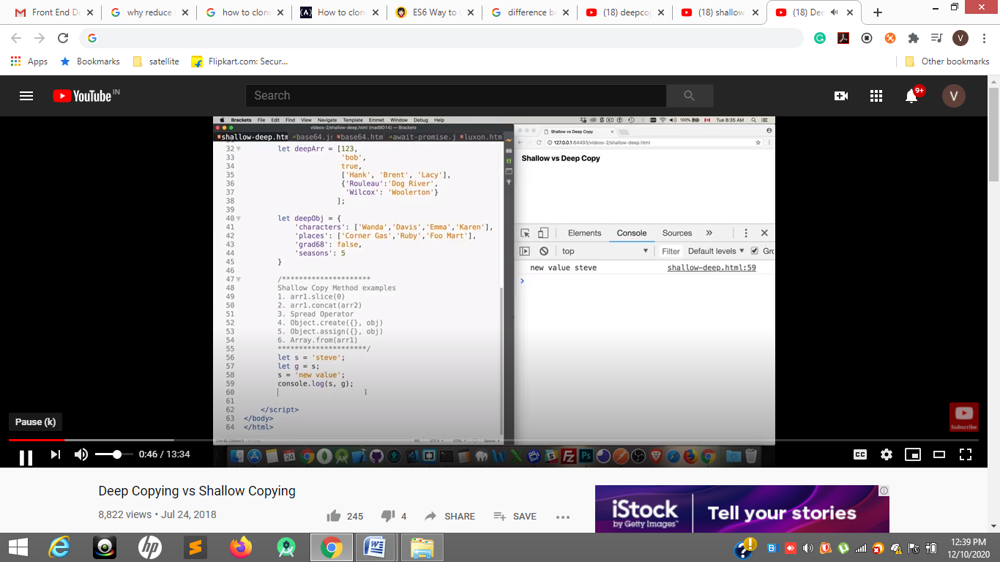 Front End D
why reduce
how to clone
How to clon
ES6 Way to
difference b
(18) deepco
(18) shallow
(18) Dee
V
Apps
Bookmarks
satellite
Flipkart.com: Secur...
Other bookmarks
YouTube IN
Search
9+
V
Brackets File Edit Find View Navigate Template Emmet Window Debug Help
100%
Tue 8:35 AM
videos-2/shallow-deep.html (mad9014) — Brackets
shallow-deep.htm
base64.js
base64.htm
await-promise.j
luxon.htm
32 let deepArr = [123,
33 'bob',
34 true,
35 ['Hank', 'Brent', 'Lacy'],
36 {'Rouleau':'Dog River',
37 'Wilcox': 'Woolerton'}
38 ];
39
40 let deepObj = {
41 'characters': ['Wanda','Davis','Emma','Karen'],
42 'places': ['Corner Gas','Ruby','Foo Mart'],
43 'grad68': false,
44 'seasons': 5
45 }
46
47 /*********************
48 Shallow Copy Method examples
49 1. arr1.slice(0)
50 2. arr1.concat(arr2)
51 3. Spread Operator
52 4. Object.create({}, obj)
53 5. Object.assign({}, obj)
54 6. Array.from(arr1)
55 *********************/
56 let s = 'steve';
57 let g = s;
58 s = 'new value';
59 console.log(s, g);
60
61
62 </script>
63 </body>
64 </html>
Shallow vs Deep Copy
127.0.0.1:64493/videos-2/shallow-deep.html
Shallow vs Deep Copy
Elements Console Sources
top
Filter Default levels
new value steve shallow-deep.html:59
Subscribe
Pause (k)
0:46 / 13:34
CC
Deep Copying vs Shallow Copying
8,822 views • Jul 24, 2018
245
4
SHARE
SAVE
iStock
by Getty Images™
Tell your stories
12:39 PM
12/10/2020